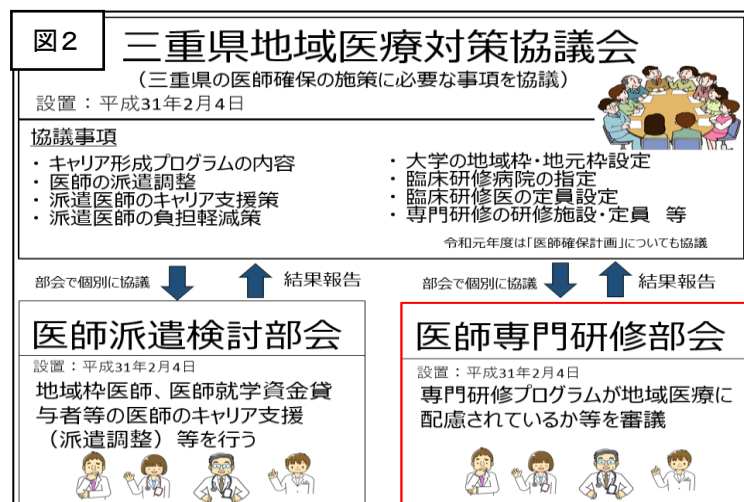 図2
三重県地域医療対策協議会
（三重県の医師確保の施策に必要な事項を協議）
設置：平成31年2月4日
協議事項
・ キャリア形成プログラムの内容
・ 医師の派遣調整
・ 派遣医師のキャリア支援策
・ 派遣医師の負担軽減策
・ 大学の地域枠・地元枠設定
・ 臨床研修病院の指定
・ 臨床研修医の定員設定
・ 専門研修の研修施設・定員 等
令和元年度は「医師確保計画」についても協議
部会で個別に協議
結果報告
部会で個別に協議
結果報告
医師派遣検討部会
設置：平成31年2月4日
地域枠医師、医師就学資金貸
与者等の医師のキャリア支援
（派遣調整）等を行う
医師専門研修部会
設置：平成31年2月4日
専門研修プログラムが地域医療に
配慮されているか等を審議